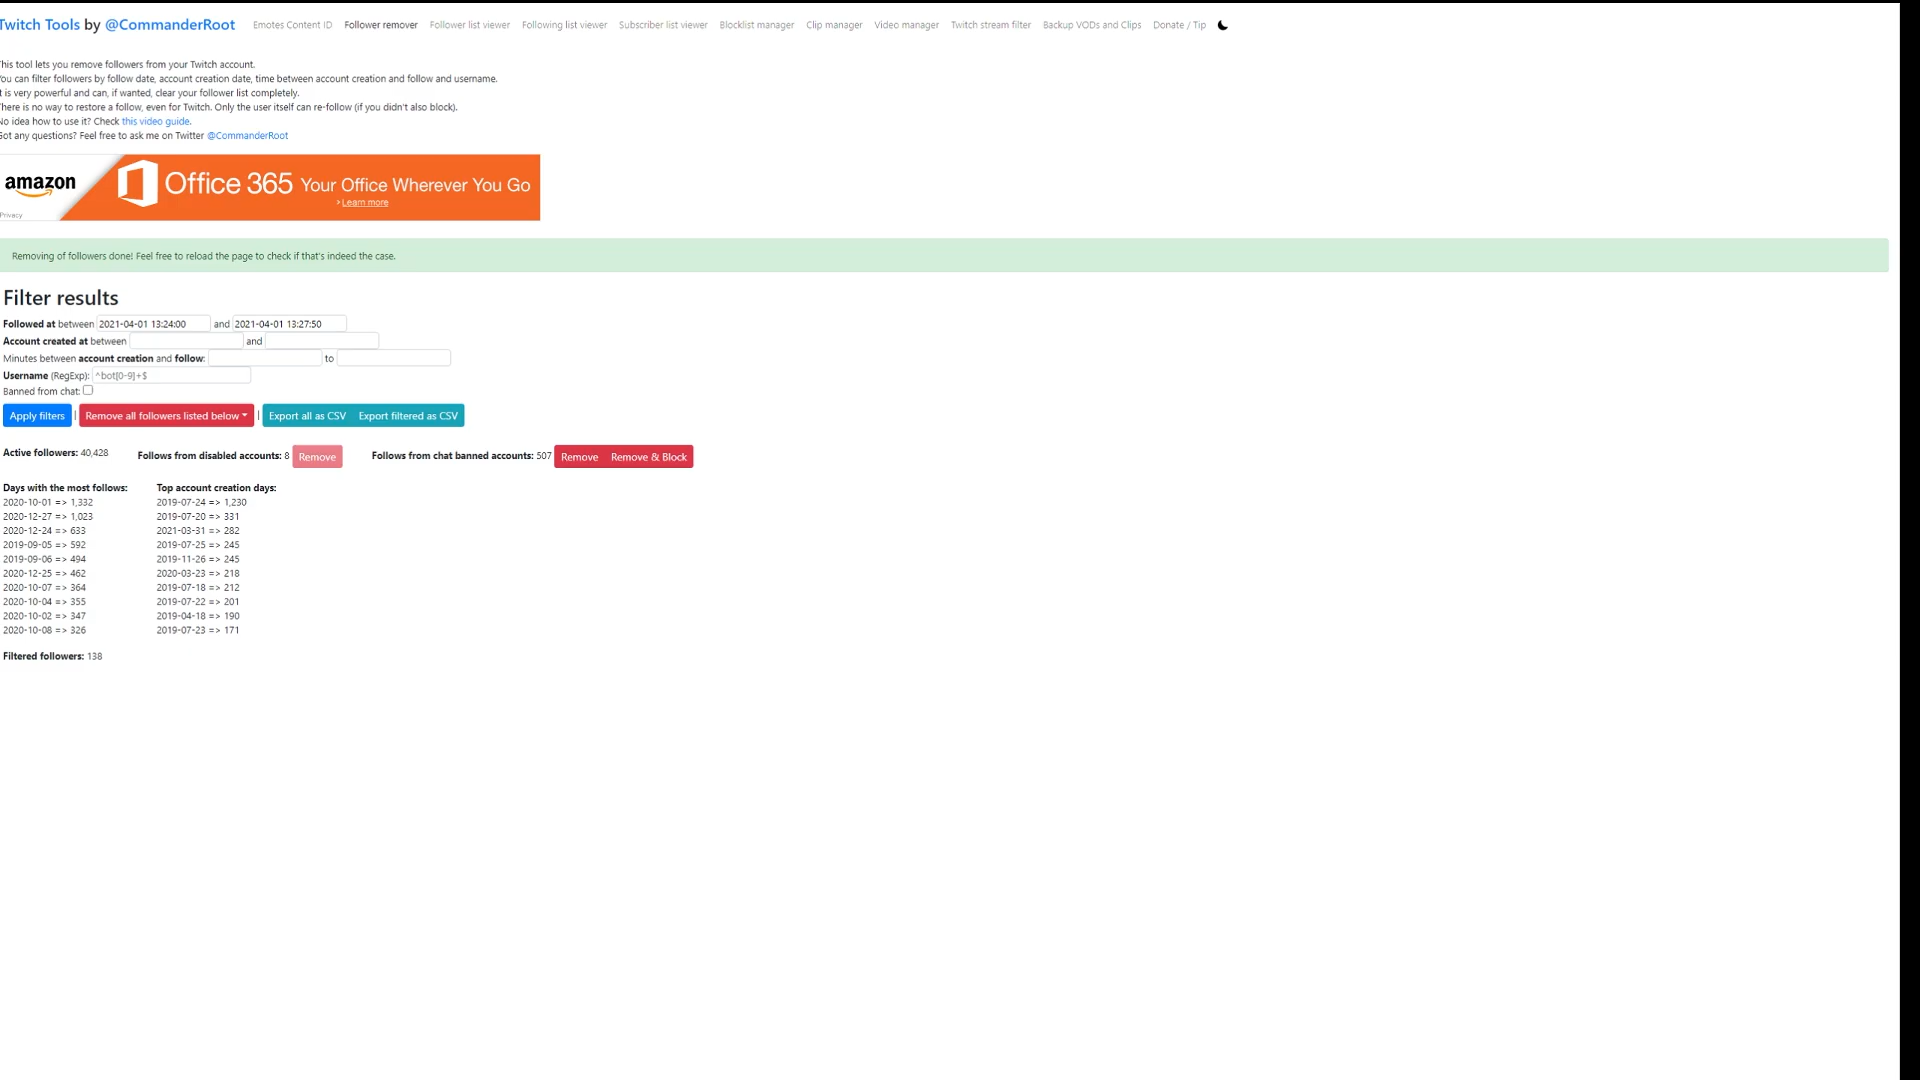 Twitch Tools by @CommanderRoot Emotes Content ID Follower remover Follower list viewer Following list viewer Subscriber list viewer Blocklist manager Clip manager Video manager Twitch stream filter Backup VODs and Clips Donate / Tip
This tool lets you remove followers from your Twitch account.
You can filter followers by follow date, account creation date, time between account creation and follow and username.
It is very powerful and can, if wanted, clear your follower list completely.
There is no way to restore a follow, even for Twitch. Only the user itself can re-follow (if you didn't also block).
No idea how to use it? Check this video guide.
Got any questions? Feel free to ask me on Twitter @CommanderRoot
amazon Office 365 Your Office Wherever You Go
› Learn more
Privacy
Removing of followers done! Feel free to reload the page to check if that's indeed the case.
Filter results
Followed at between 2021-04-01 13:24:00 and 2021-04-01 13:27:50
Account created at between and
Minutes between account creation and follow: to
Username (RegExp): ^bot[0-9]+$
Banned from chat:
Apply filters | Remove all followers listed below | Export all as CSV Export filtered as CSV
Active followers: 40,428 Follows from disabled accounts: 8 Remove Follows from chat banned accounts: 507 Remove Remove & Block
Days with the most follows: Top account creation days:
2020-10-01 => 1,332 2019-07-24 => 1,230
2020-12-27 => 1,023 2019-07-20 => 331
2020-12-24 => 633 2021-03-31 => 282
2019-09-05 => 592 2019-07-25 => 245
2019-09-06 => 494 2019-11-26 => 245
2020-12-25 => 462 2020-03-23 => 218
2020-10-07 => 364 2019-07-18 => 212
2020-10-04 => 355 2019-07-22 => 201
2020-10-02 => 347 2019-04-18 => 190
2020-10-08 => 326 2019-07-23 => 171
Filtered followers: 138